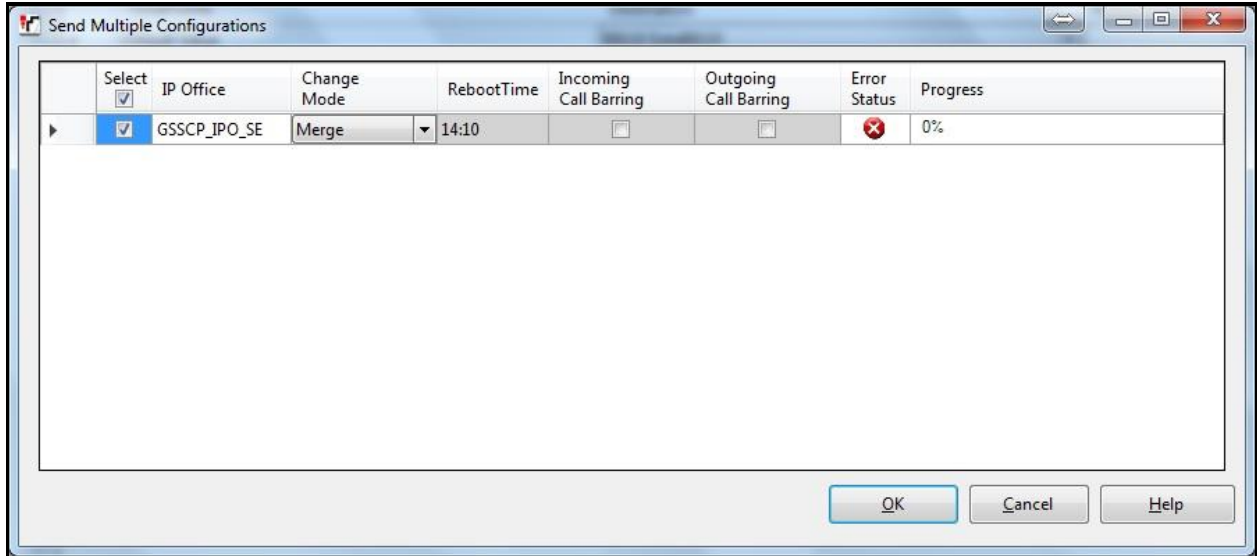 Send Multiple Configurations
Select IP Office Change Mode RebootTime Incoming Call Barring Outgoing Call Barring Error Status Progress
GSSCP_IPO_SE Merge 14:10 0%
OK Cancel Help